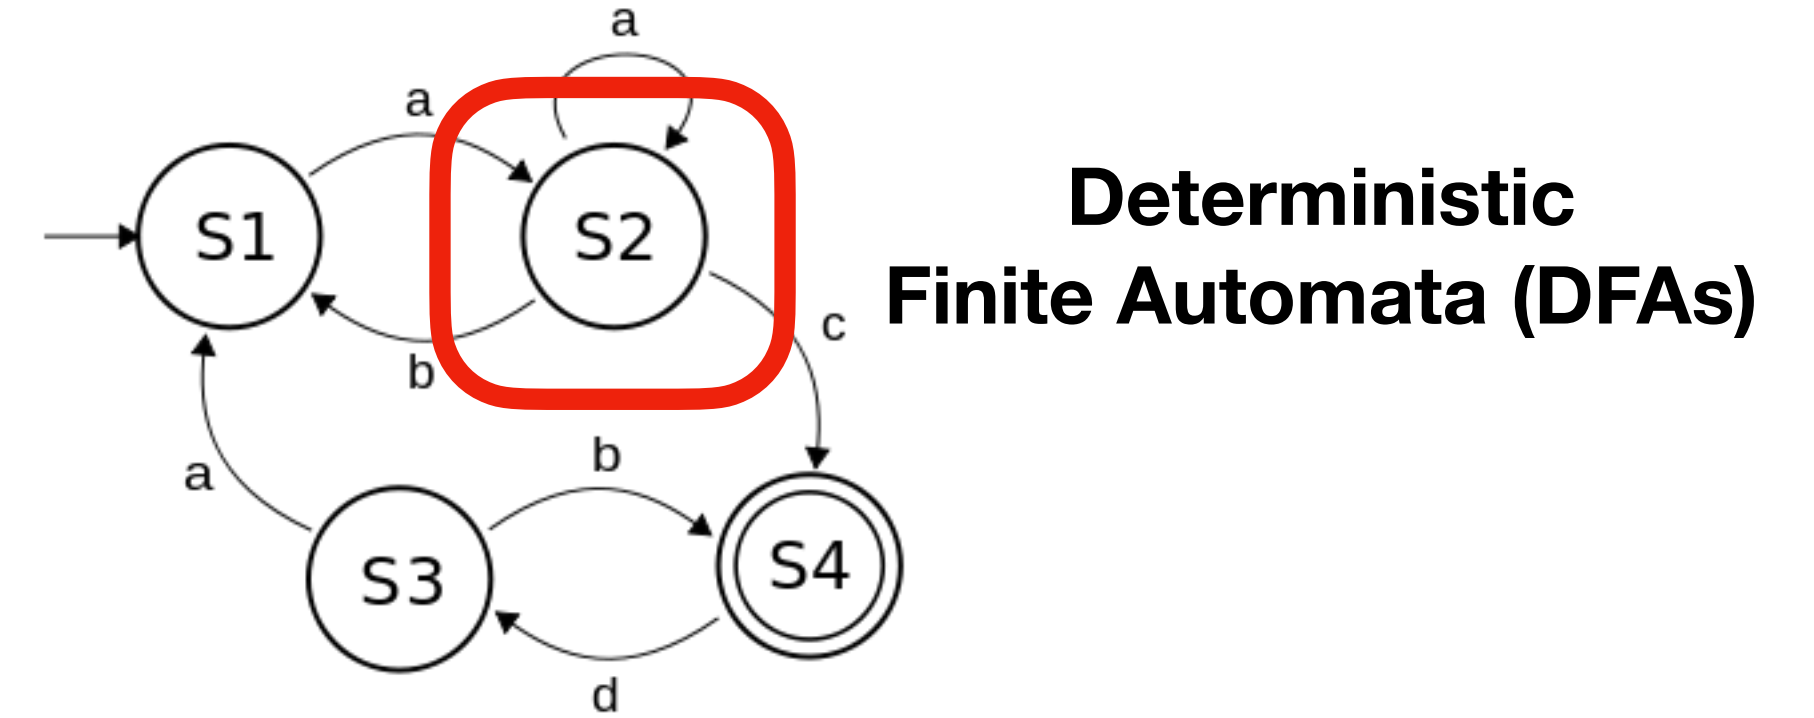 a
a
S1
S2
Deterministic
Finite Automata (DFAs)
c
b
b
a
S3
S4
d